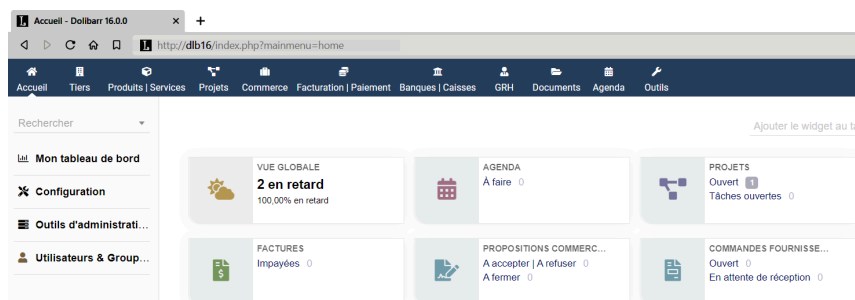 Accueil - Dolibarr 16.0.0
http://dlb16/index.php?mainmenu=home
Accueil Tiers Produits | Services Projets Commerce Facturation | Paiement Banques | Caisses GRH Documents Agenda Outils
Rechercher
Ajouter le widget au ta
Mon tableau de bord
Configuration
Outils d'administrati...
Utilisateurs & Group...
VUE GLOBALE
2 en retard
100,00% en retard
AGENDA
À faire 0
PROJETS
Ouvert 1
Tâches ouvertes 0
FACTURES
Impayées 0
PROPOSITIONS COMMERC...
A accepter | A refuser 0
A fermer 0
COMMANDES FOURNISSE...
Ouvert 0
En attente de réception 0